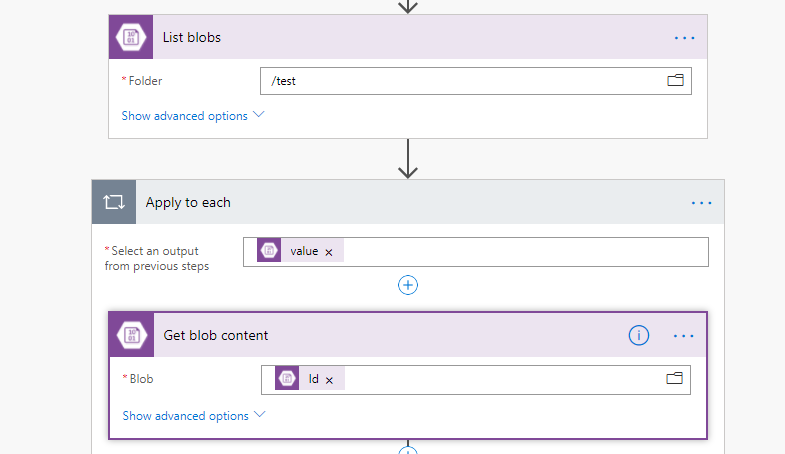 List blobs
* Folder
/test
Show advanced options
Apply to each
* Select an output
from previous steps
value ×
Get blob content
* Blob
Id ×
Show advanced options